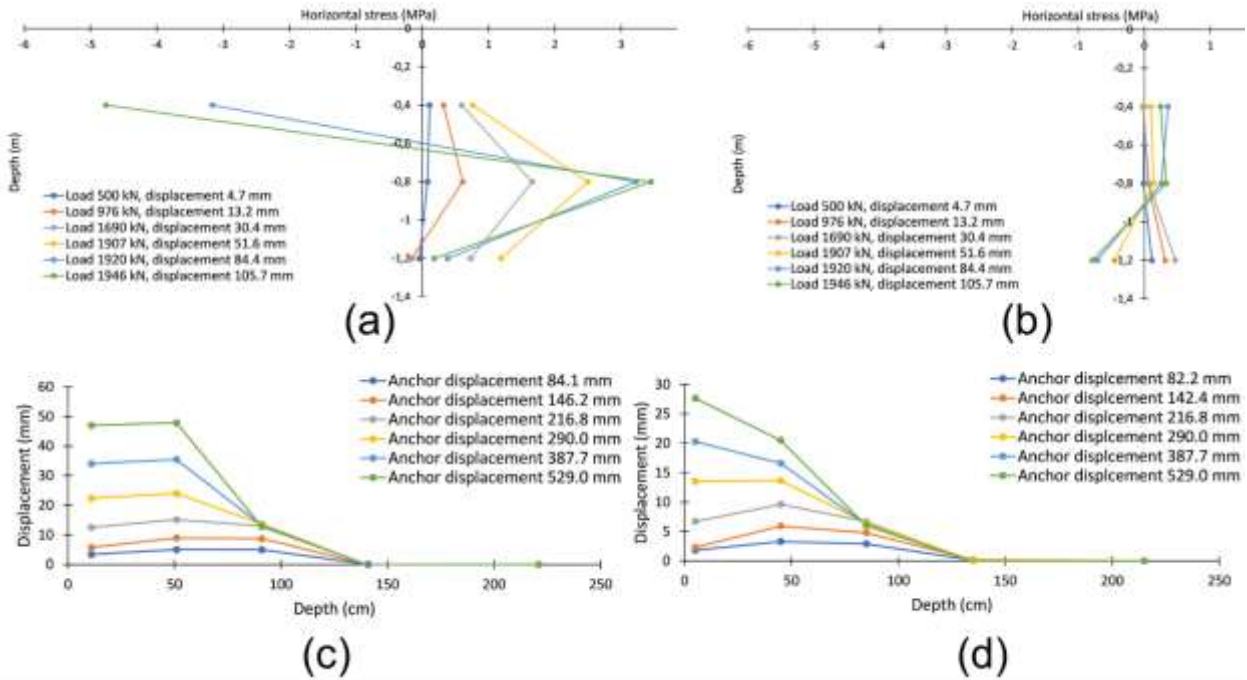 Horizontal stress (MPa)
-6 -5 -4 -3 -2 -1 0 1 2 3
0
-0,2
-0,4
-0,6
-0,8
-1
-1,2
-1,4
Depth (m)
Load 500 kN, displacement 4.7 mm
Load 976 kN, displacement 13.2 mm
Load 1690 kN, displacement 30.4 mm
Load 1907 kN, displacement 51.6 mm
Load 1920 kN, displacement 84.4 mm
Load 1946 kN, displacement 105.7 mm
(a)
Horizontal stress (MPa)
-6 -5 -4 -3 -2 -1 0 1
0
-0,2
-0,4
-0,6
-0,8
-1
-1,2
-1,4
Depth (m)
Load 500 kN, displacement 4.7 mm
Load 976 kN, displacement 13.2 mm
Load 1690 kN, displacement 30.4 mm
Load 1907 kN, displacement 51.6 mm
Load 1920 kN, displacement 84.4 mm
Load 1946 kN, displacement 105.7 mm
(b)
Anchor displacement 84.1 mm
Anchor displacement 146.2 mm
Anchor displacement 216.8 mm
Anchor displacement 290.0 mm
Anchor displacement 387.7 mm
Anchor displacement 529.0 mm
Displacement (mm)
60
50
40
30
20
10
0
0 50 100 150 200 250
Depth (cm)
(c)
Anchor displcement 82.2 mm
Anchor displcement 142.4 mm
Anchor displcement 216.8 mm
Anchor displcement 290.0 mm
Anchor displcement 387.7 mm
Anchor displcement 529.0 mm
Displacement (mm)
30
25
20
15
10
5
0
0 50 100 150 200 250
Depth (cm)
(d)